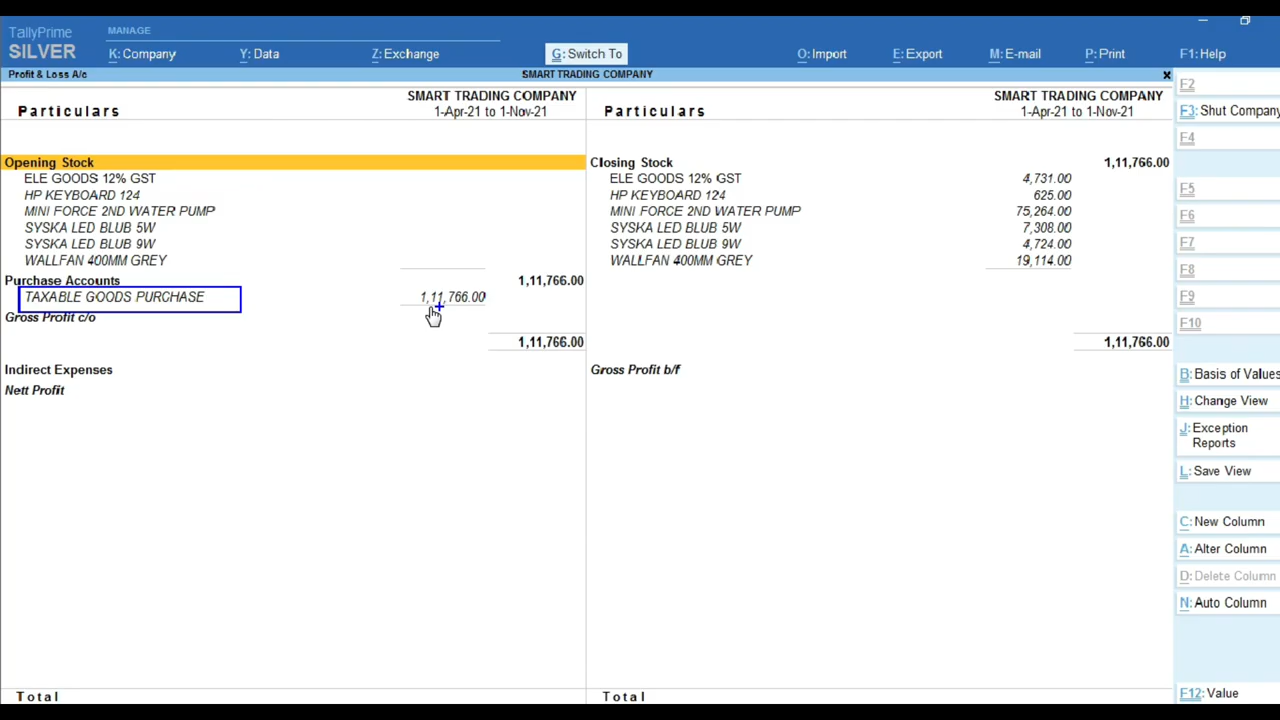 TallyPrime
SILVER
MANAGE
K: Company
Y: Data
Z: Exchange
G: Switch To
O: Import
E: Export
M: E-mail
P: Print
F1: Help
Profit & Loss A/c
SMART TRADING COMPANY
Particulars
SMART TRADING COMPANY
1-Apr-21 to 1-Nov-21
Opening Stock
ELE GOODS 12% GST
HP KEYBOARD 124
MINI FORCE 2ND WATER PUMP
SYSKA LED BLUB 5W
SYSKA LED BLUB 9W
WALLFAN 400MM GREY
Purchase Accounts 1,11,766.00
TAXABLE GOODS PURCHASE 1,11,766.00
Gross Profit c/o
1,11,766.00
Indirect Expenses
Nett Profit
Total
Particulars
SMART TRADING COMPANY
1-Apr-21 to 1-Nov-21
Closing Stock 1,11,766.00
ELE GOODS 12% GST 4,731.00
HP KEYBOARD 124 625.00
MINI FORCE 2ND WATER PUMP 75,264.00
SYSKA LED BLUB 5W 7,308.00
SYSKA LED BLUB 9W 4,724.00
WALLFAN 400MM GREY 19,114.00
1,11,766.00
Gross Profit b/f
Total
F2
F3: Shut Company
F4
F5
F6
F7
F8
F9
F10
B: Basis of Values
H: Change View
J: Exception
Reports
L: Save View
C: New Column
A: Alter Column
D: Delete Column
N: Auto Column
F12: Value